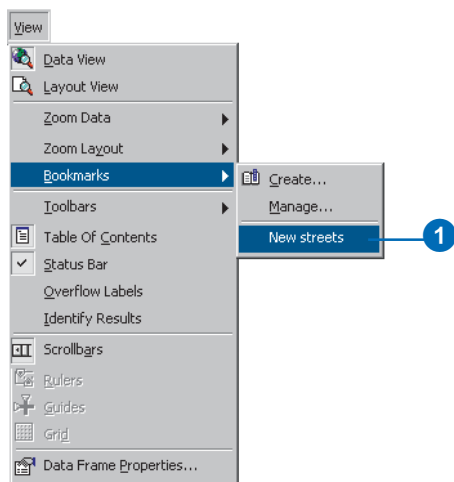 View
Data View
Layout View
Zoom Data
Zoom Layout
Bookmarks
Create...
Manage...
New streets
1
Toolbars
Table Of Contents
Status Bar
Overflow Labels
Identify Results
Scrollbars
Rulers
Guides
Grid
Data Frame Properties...